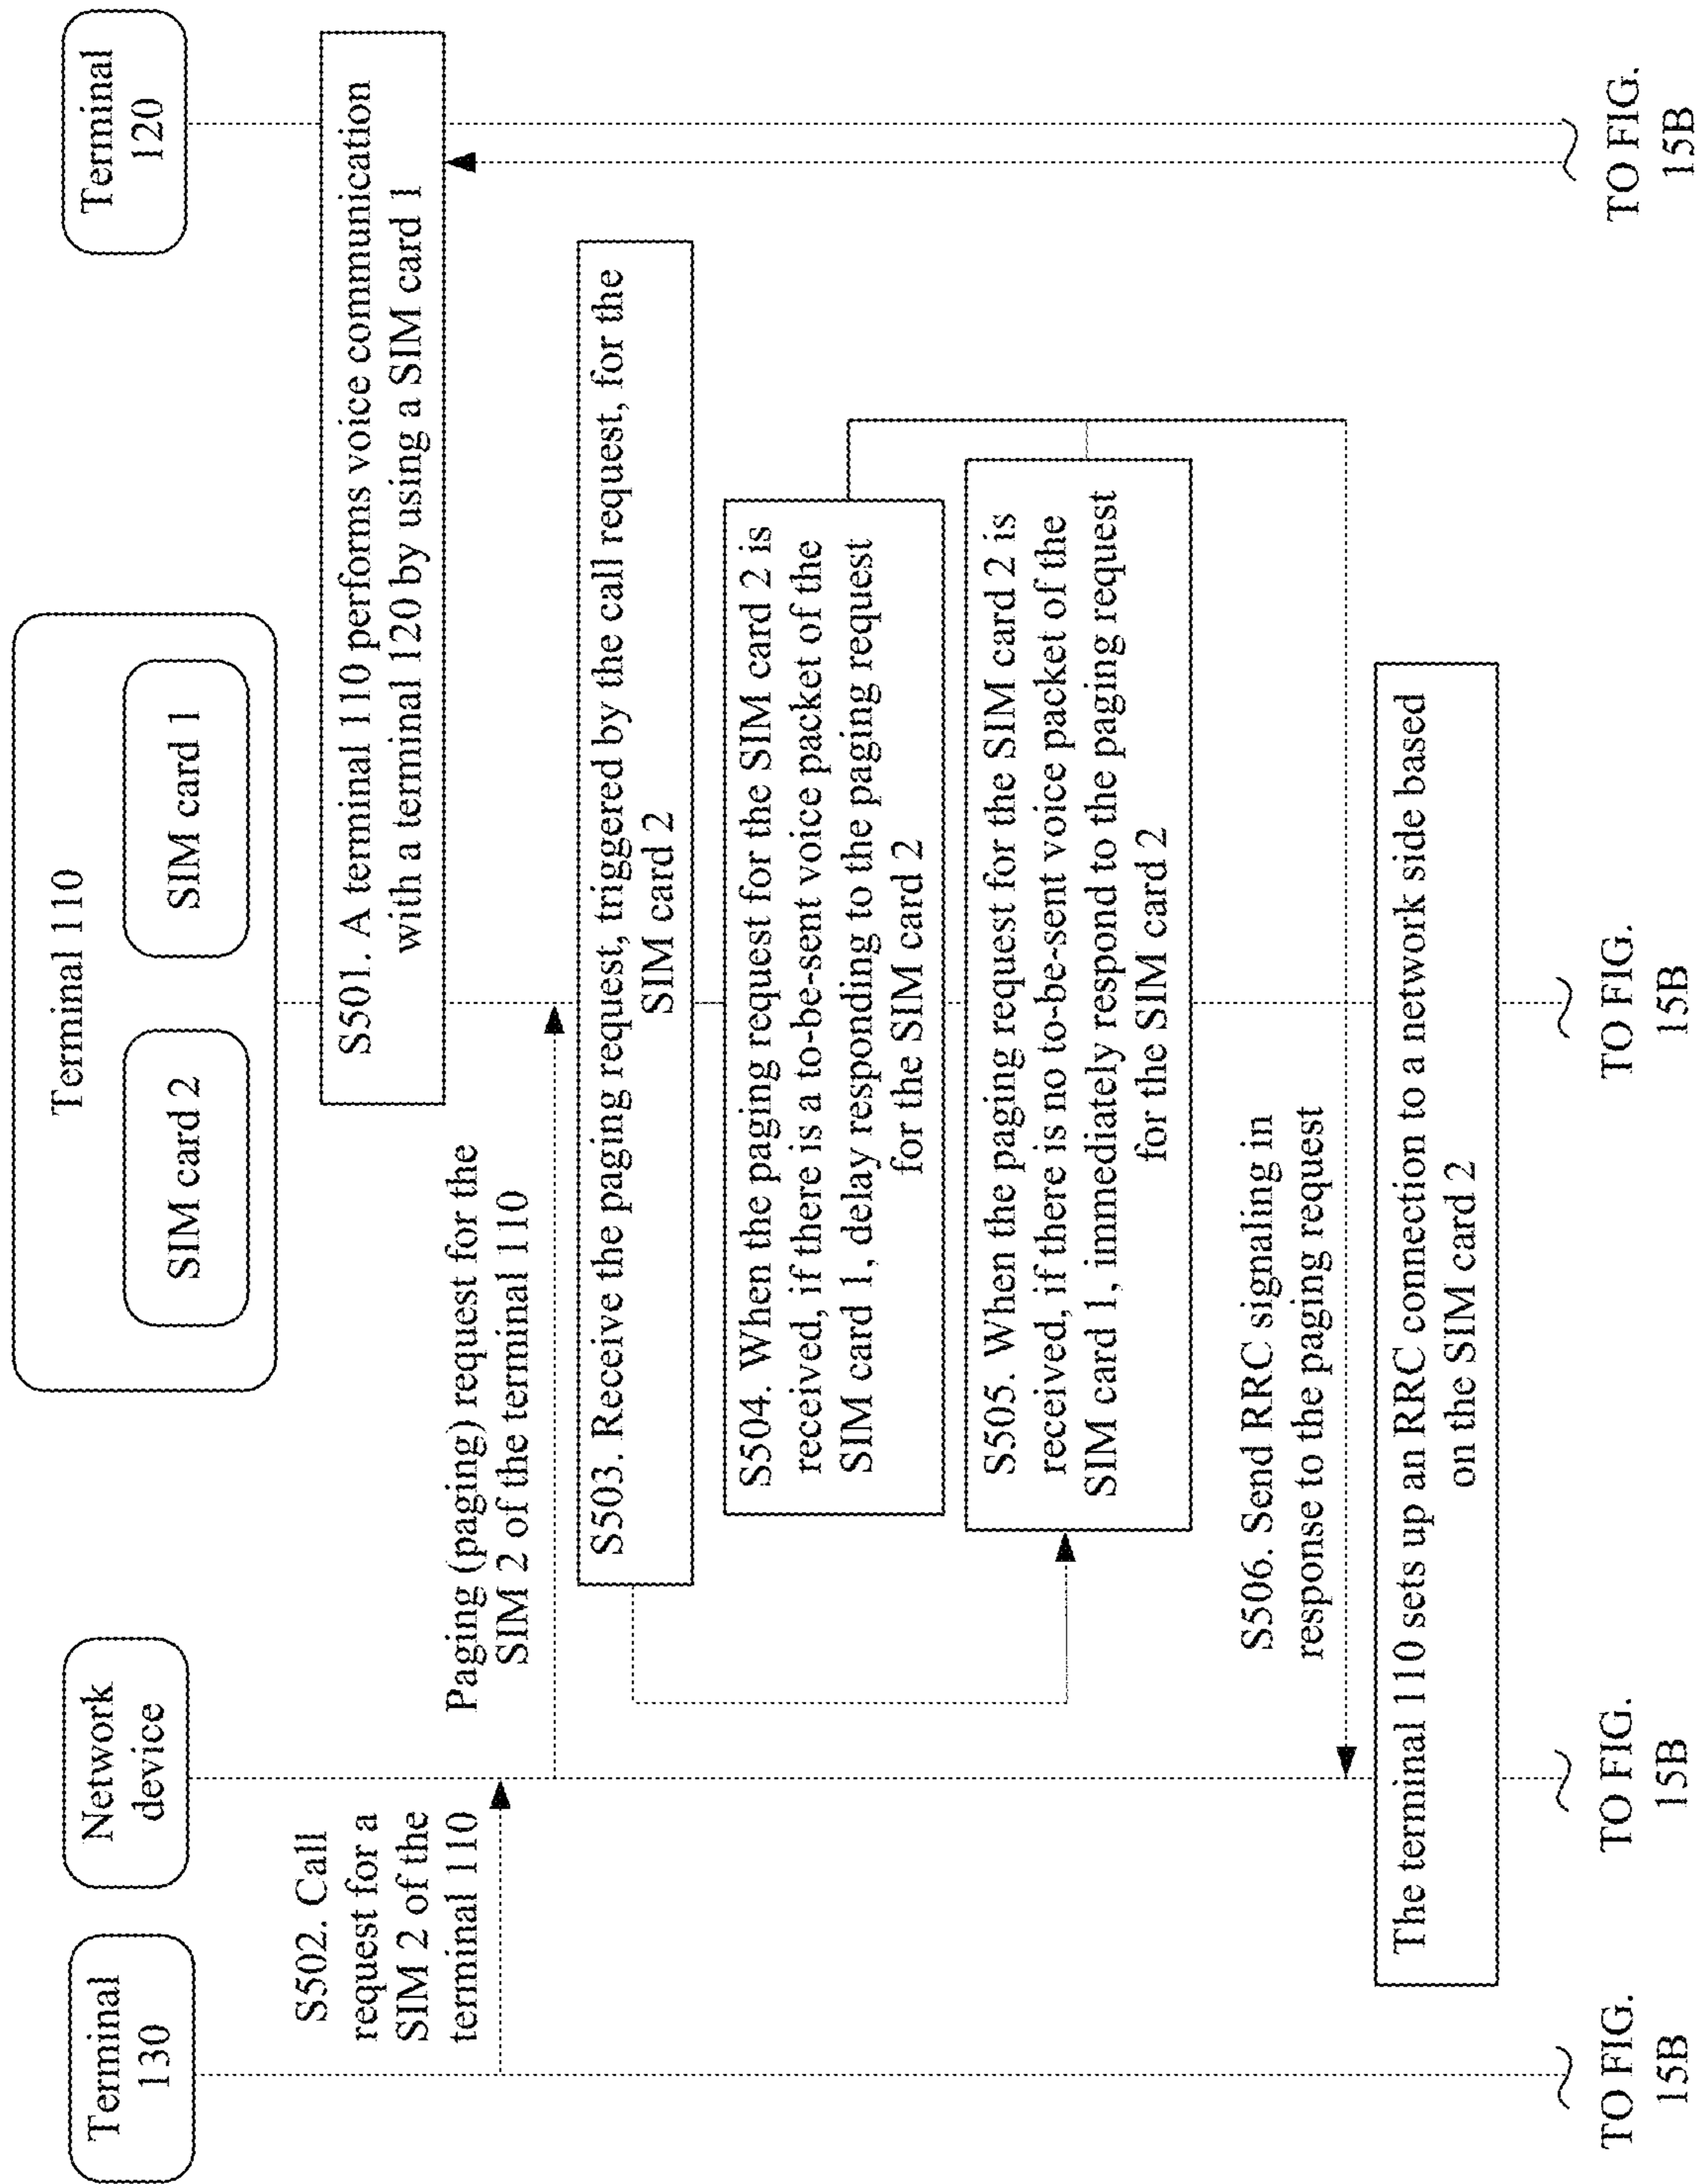 Terminal
130
Network
device
Terminal 110
SIM card 2
SIM card 1
Terminal
120
S501. A terminal 110 performs voice communication
with a terminal 120 by using a SIM card 1
S502. Call
request for a
SIM 2 of the
terminal 110
Paging (paging) request for the
SIM 2 of the terminal 110
S503. Receive the paging request, triggered by the call request, for the
SIM card 2
S504. When the paging request for the SIM card 2 is
received, if there is a to-be-sent voice packet of the
SIM card 1, delay responding to the paging request
for the SIM card 2
S505. When the paging request for the SIM card 2 is
received, if there is no to-be-sent voice packet of the
SIM card 1, immediately respond to the paging request
for the SIM card 2
S506. Send RRC signaling in
response to the paging request
The terminal 110 sets up an RRC connection to a network side based
on the SIM card 2
TO FIG.
15B
TO FIG.
15B
TO FIG.
15B
TO FIG.
15B